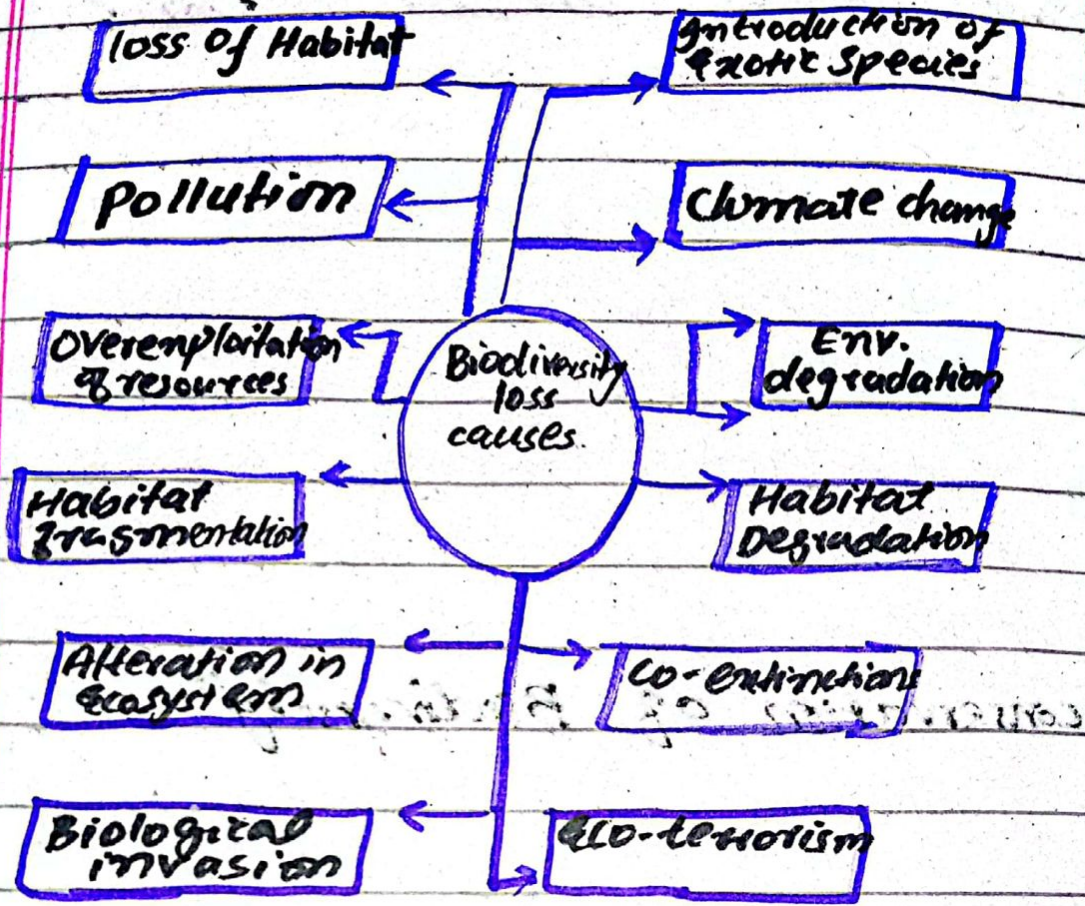 loss of Habitat
Introduction of
Exotic Species
Pollution
Climate change
Overexploitation
of resources
Biodiversity
loss
causes.
Env.
degradation
Habitat
fragmentation
Habitat
Degradation
Alteration in
Ecosystem
Co-extinction
Biological
invasion
Eco-terrorism